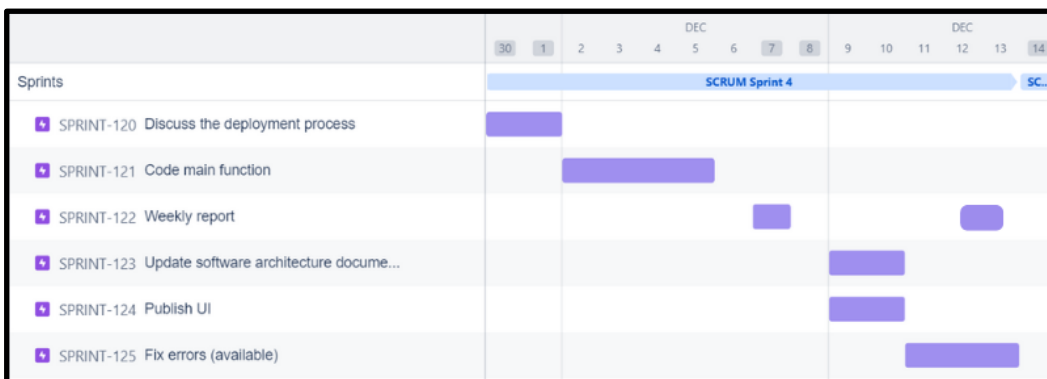 DEC DEC
30 1 2 3 4 5 6 7 8 9 10 11 12 13 14
Sprints SCRUM Sprint 4 SC...
SPRINT-120 Discuss the deployment process
SPRINT-121 Code main function
SPRINT-122 Weekly report
SPRINT-123 Update software architecture docume...
SPRINT-124 Publish UI
SPRINT-125 Fix errors (available)